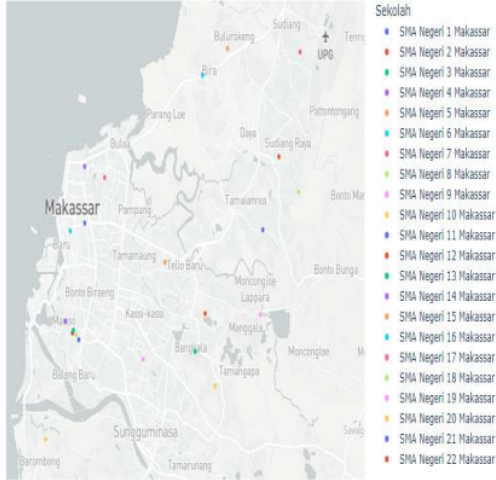 Sekolah
SMA Negeri 1 Makassar
SMA Negeri 2 Makassar
SMA Negeri 3 Makassar
SMA Negeri 4 Makassar
SMA Negeri 5 Makassar
SMA Negeri 6 Makassar
SMA Negeri 7 Makassar
SMA Negeri 8 Makassar
SMA Negeri 9 Makassar
SMA Negeri 10 Makassar
SMA Negeri 11 Makassar
SMA Negeri 12 Makassar
SMA Negeri 13 Makassar
SMA Negeri 14 Makassar
SMA Negeri 15 Makassar
SMA Negeri 16 Makassar
SMA Negeri 17 Makassar
SMA Negeri 18 Makassar
SMA Negeri 19 Makassar
SMA Negeri 20 Makassar
SMA Negeri 21 Makassar
SMA Negeri 22 Makassar
Sudiang
Bulurokeng
Tenne
UPG
Bira
Parang Loe
Pattontongang
Daya
Buloa
Sudiang Raya
Makassar
Pampang
Tamalanrea
Bonto Mar
Baru
Tamamaung
Tello Baru
Bonto Bunga
Moncongloe
Lappara
Bonto Biraeng
Kassi-kassi
Manggala
Bangkala
Moncongloe
M
Balang Baru
Tamangapa
Sungguminasa
Sawag
Barombong
Tamarunang